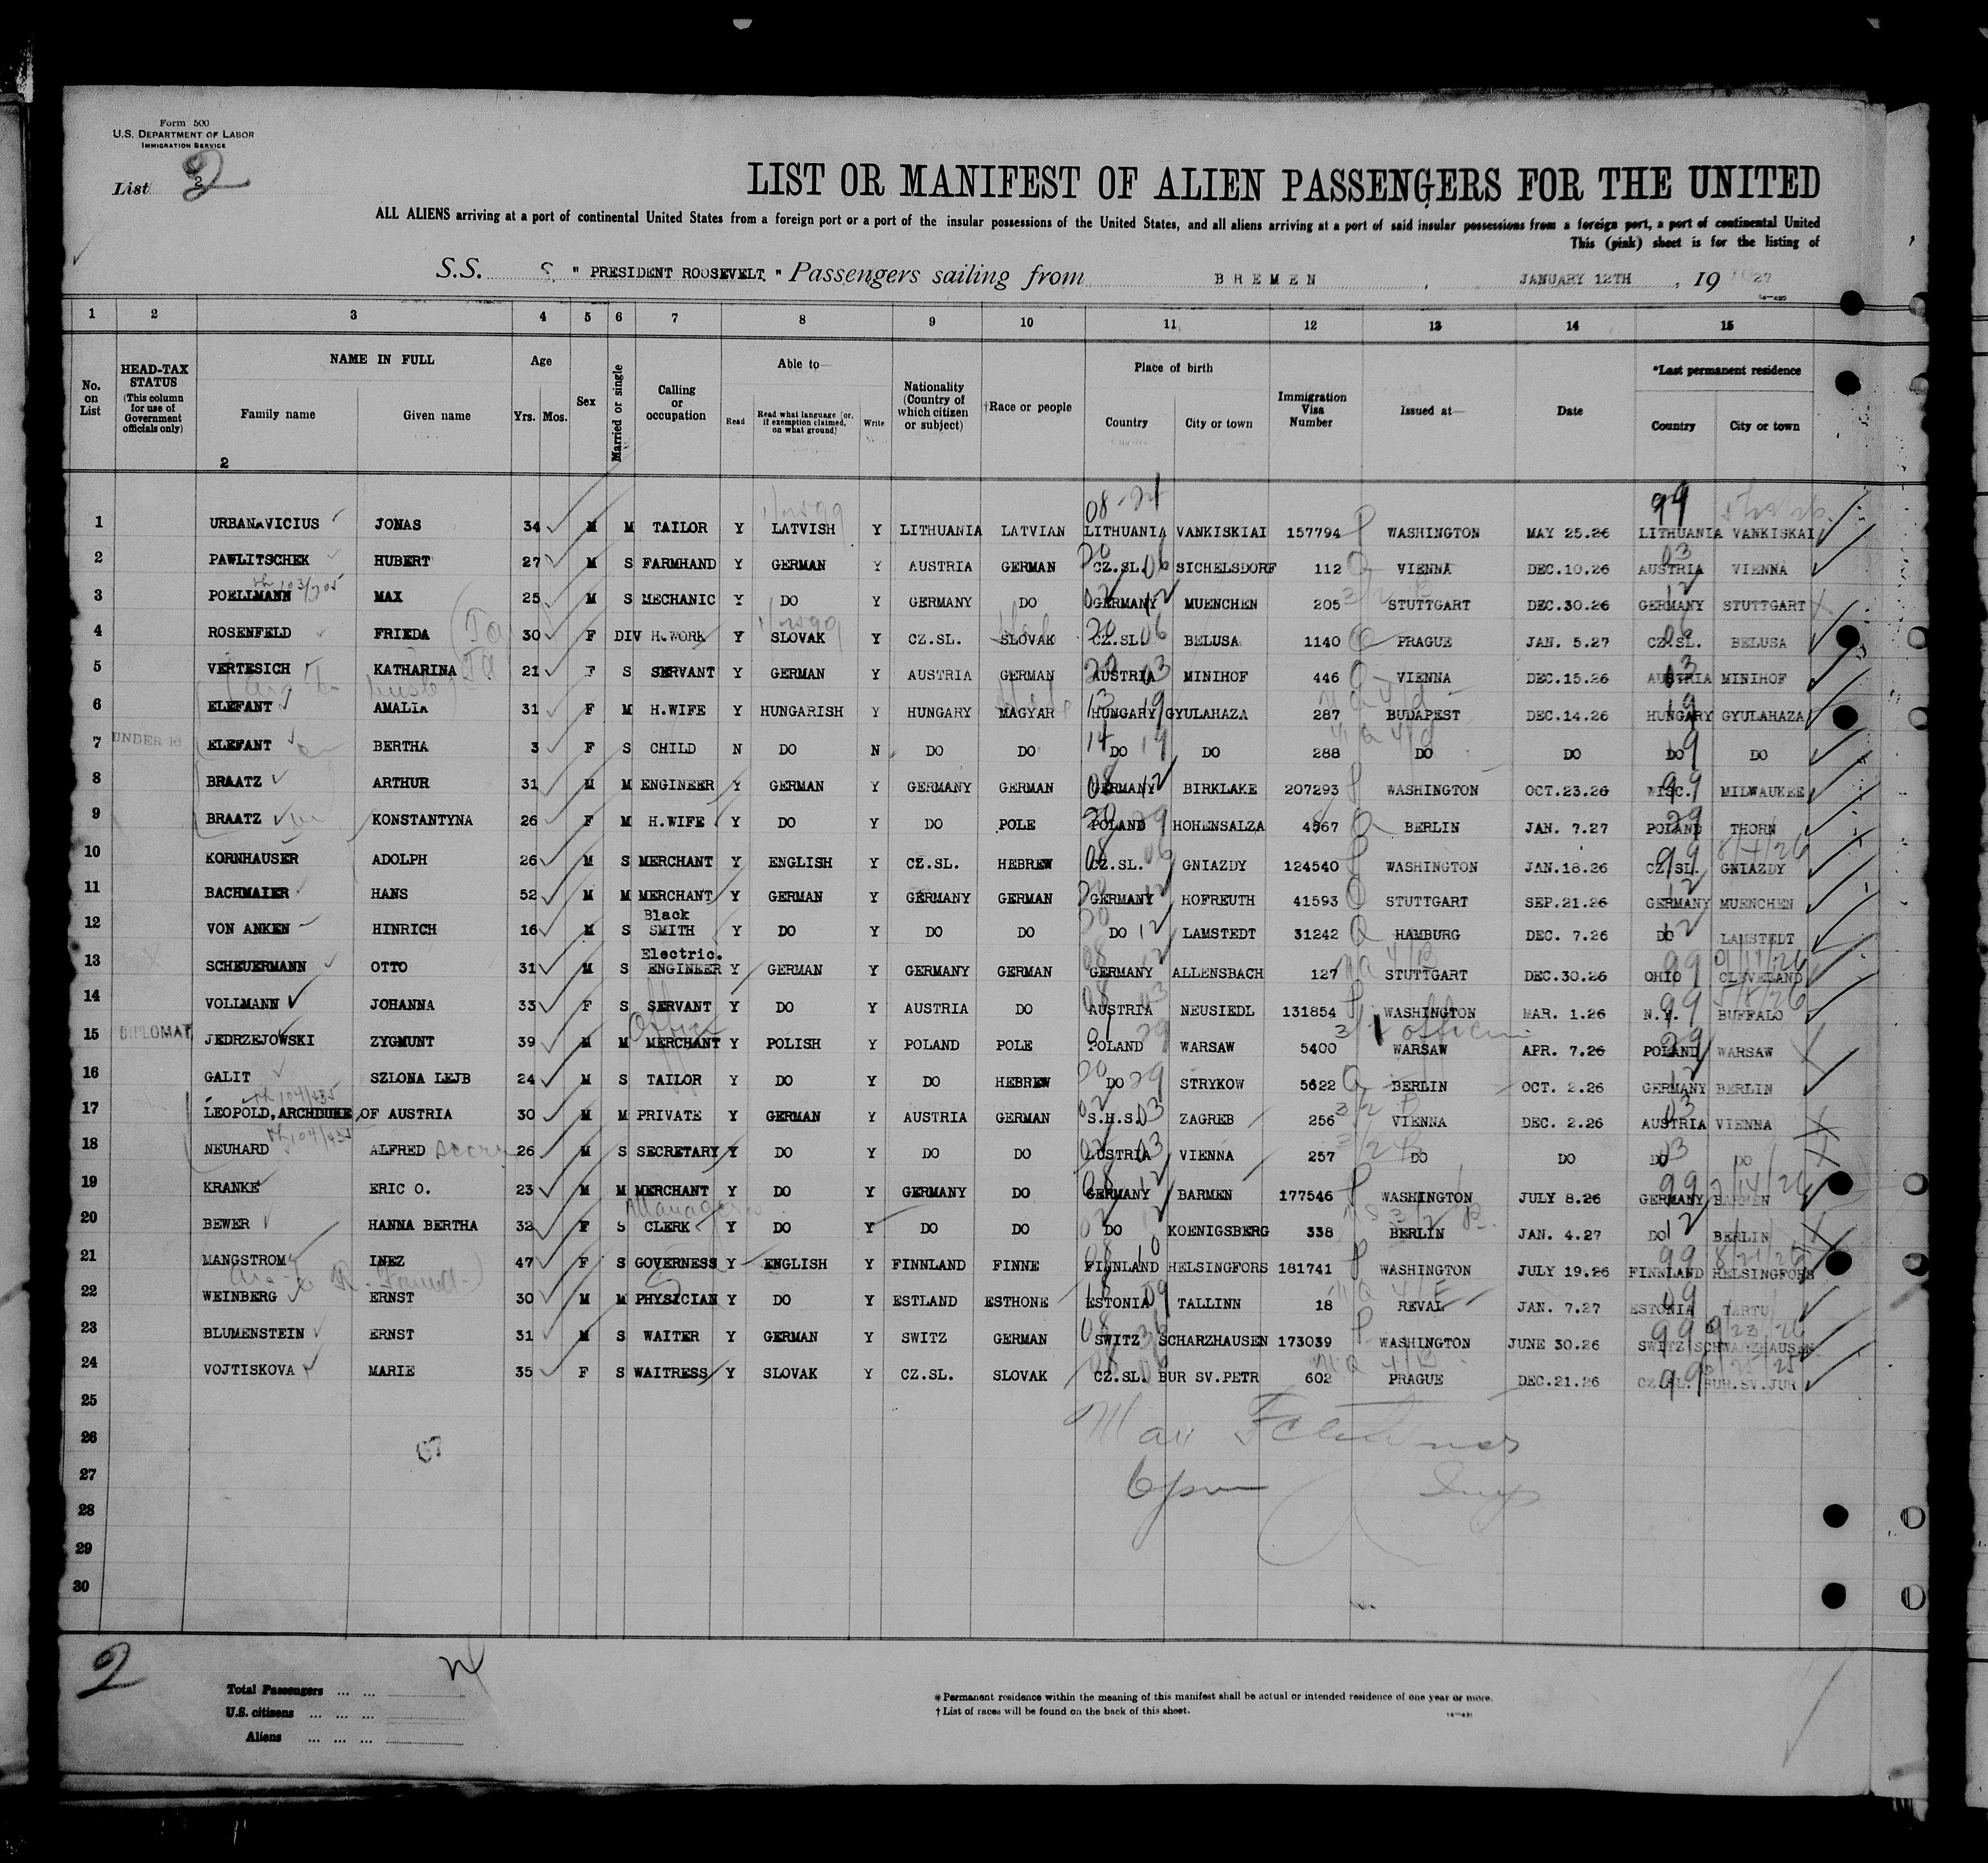 Form 500
U.S. DEPARTMENT OF LABOR
IMMIGRATION SERVICE
List 2
LIST OR MANIFEST OF ALIEN PASSENGERS FOR THE UNITED
ALL ALIENS arriving at a port of continental United States from a foreign port or a port of the insular possessions of the United States, and all aliens arriving at a port of said insular possessions from a foreign port, a port of continental United
This (pink) sheet is for the listing of
S.S. S " PRESIDENT ROOSEVELT. " Passengers sailing from BREMEN, JANUARY 12TH, 1927
1 2 3 4 5 6 7 8 9 10 11 12 13 14 15
No. on List
HEAD-TAX STATUS (This column for use of Government officials only)
NAME IN FULL Family name Given name
Age Yrs. Mos.
Sex
Married or single
Calling or occupation
Able to— Read Read what language [or, if exemption claimed, on what ground] Write
Nationality (Country of which citizen or subject)
†Race or people
Place of birth Country City or town
Immigration Visa Number
Issued at—
Date
*Last permanent residence Country City or town
2
1 URBANAVICIUS JONAS 34 M M TAILOR Y LATVISH Y LITHUANIA LATVIAN LITHUANIA VANKISKIAI 157794 WASHINGTON MAY 25.26 LITHUANIA VANKISKAI
2 PAWLITSCHEK HUBERT 27 M S FARMHAND Y GERMAN Y AUSTRIA GERMAN CZ.SL. SICHELSDORF 112 VIENNA DEC.10.26 AUSTRIA VIENNA
3 POELLMANN MAX 25 M S MECHANIC Y DO Y GERMANY DO GERMANY MUENCHEN 205 STUTTGART DEC.30.26 GERMANY STUTTGART
4 ROSENFELD FRIEDA 30 F DIV H.WORK Y SLOVAK Y CZ.SL. SLOVAK CZ.SL. BELUSA 1140 PRAGUE JAN. 5.27 CZ.SL. BELUSA
5 VERTESICH KATHARINA 21 F S SERVANT Y GERMAN Y AUSTRIA GERMAN AUSTRIA MINIHOF 446 VIENNA DEC.15.26 AUSTRIA MINIHOF
6 ELEFANT AMALIA 31 F M H.WIFE Y HUNGARISH Y HUNGARY MAGYAR HUNGARY GYULAHAZA 287 BUDAPEST DEC.14.26 HUNGARY GYULAHAZA
7 UNDER 16 ELEFANT BERTHA 3 F S CHILD N DO N DO DO DO DO 288 DO DO DO DO
8 BRAATZ ARTHUR 31 M M ENGINEER Y GERMAN Y GERMANY GERMAN GERMANY BIRKLAKE 207293 WASHINGTON OCT.23.26 WISC. MILWAUKEE
9 BRAATZ KONSTANTYNA 26 F M H.WIFE Y DO Y DO POLE POLAND HOHENSALZA 4567 BERLIN JAN. 7.27 POLAND THORN
10 KORNHAUSER ADOLPH 26 M S MERCHANT Y ENGLISH Y CZ.SL. HEBREW CZ.SL. GNIAZDY 124540 WASHINGTON JAN.18.26 CZ.SL. GNIAZDY
11 BACHMAIER HANS 52 M M MERCHANT Y GERMAN Y GERMANY GERMAN GERMANY HOFREUTH 41593 STUTTGART SEP.21.26 GERMANY MUENCHEN
12 VON ANKEN HINRICH 16 M S Black SMITH Y DO Y DO DO DO LAMSTEDT 31242 HAMBURG DEC. 7.26 DO LAMSTEDT
13 SCHEUERMANN OTTO 31 M S Electric. ENGINEER Y GERMAN Y GERMANY GERMAN GERMANY ALLENSBACH 127 STUTTGART DEC.30.26 OHIO CLEVELAND
14 VOLLMANN JOHANNA 33 F S SERVANT Y DO Y AUSTRIA DO AUSTRIA NEUSIEDL 131854 WASHINGTON MAR. 1.26 N.Y. BUFFALO
15 DIPLOMAT JEDRZEJOWSKI ZYGMUNT 39 M M MERCHANT Y POLISH Y POLAND POLE POLAND WARSAW 5400 WARSAW APR. 7.26 POLAND WARSAW
16 GALIT SZLONA LEJB 24 M S TAILOR Y DO Y DO HEBREW DO STRYKOW 5622 BERLIN OCT. 2.26 GERMANY BERLIN
17 LEOPOLD, ARCHDUKE OF AUSTRIA 30 M M PRIVATE Y GERMAN Y AUSTRIA GERMAN S.H.S. ZAGREB 256 VIENNA DEC. 2.26 AUSTRIA VIENNA
18 NEUHARD ALFRED 26 M S SECRETARY Y DO Y DO DO AUSTRIA VIENNA 257 DO DO DO DO
19 KRANKE ERIC O. 23 M M MERCHANT Y DO Y GERMANY DO GERMANY BARMEN 177546 WASHINGTON JULY 8.26 GERMANY BARMEN
20 BEWER HANNA BERTHA 32 F S CLERK Y DO Y DO DO DO KOENIGSBERG 338 BERLIN JAN. 4.27 DO BERLIN
21 MANGSTROM INEZ 47 F S GOVERNESS Y ENGLISH Y FINNLAND FINNE FINNLAND HELSINGFORS 181741 WASHINGTON JULY 19.26 FINNLAND HELSINGFORS
22 WEINBERG ERNST 30 M M PHYSICIAN Y DO Y ESTLAND ESTHONE ESTONIA TALLINN 18 REVAL JAN. 7.27 ESTONIA TARTU
23 BLUMENSTEIN ERNST 31 M S WAITER Y GERMAN Y SWITZ GERMAN SWITZ SCHARZHAUSEN 173039 WASHINGTON JUNE 30.26 SWITZ SCHWARZHAUSEN
24 VOJTISKOVA MARIE 35 F S WAITRESS Y SLOVAK Y CZ.SL. SLOVAK CZ.SL. BUR SV.PETR 602 PRAGUE DEC.21.26 CZ.SL. BUR.SV.JUR
25
26
27
28
29
30
2
Total Passengers ... ...
U.S. citizens ... ... ...
Aliens ... ... ...
* Permanent residence within the meaning of this manifest shall be actual or intended residence of one year or more.
† List of races will be found on the back of this sheet.